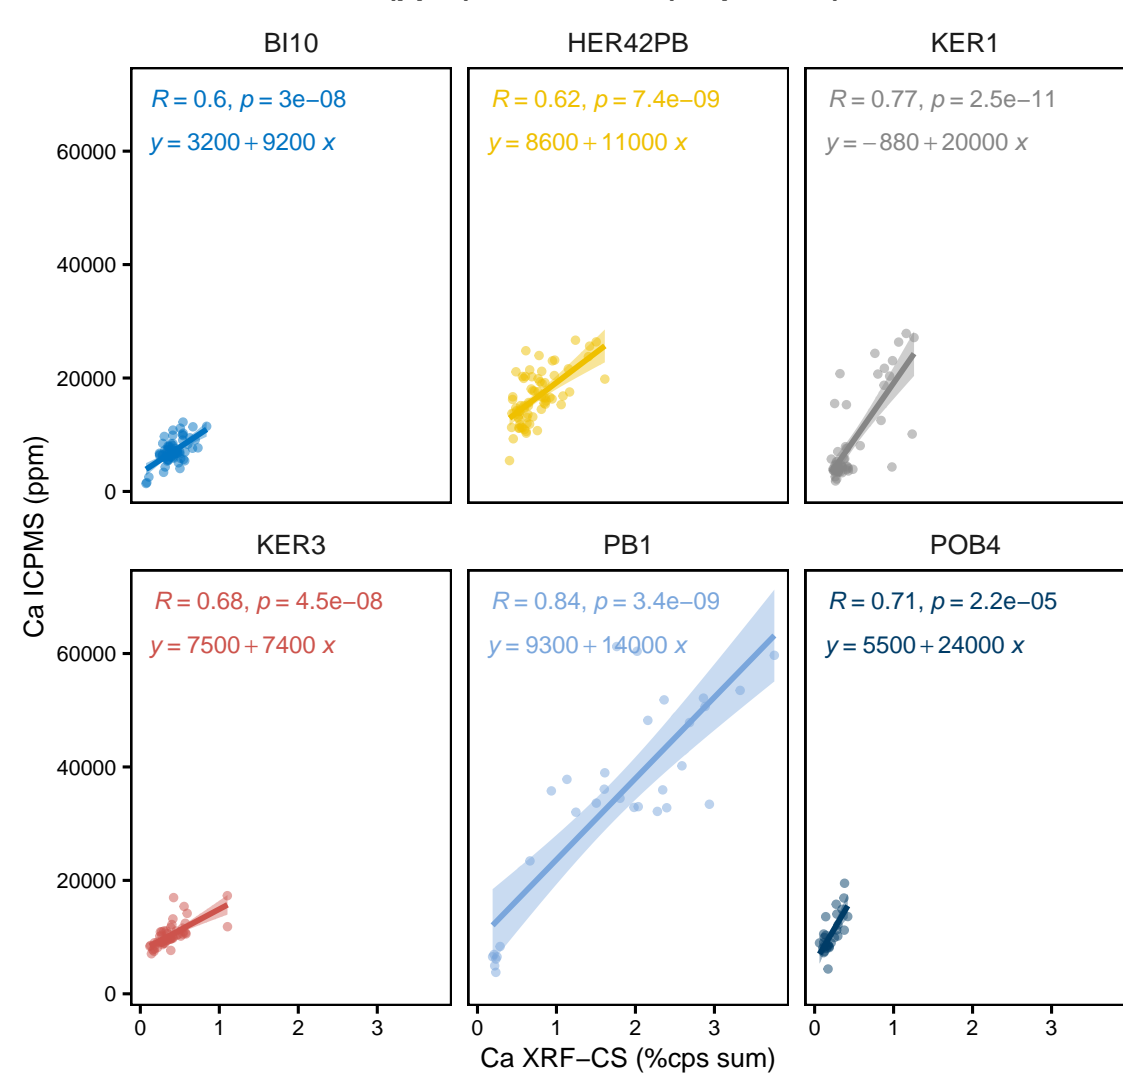 BI10 HER42PB KER1
R = 0.6, p = 3e−08 R = 0.62, p = 7.4e−09 R = 0.77, p = 2.5e−11
y = 3200 + 9200 x y = 8600 + 11000 x y = −880 + 20000 x
60000
40000
20000
0
Ca ICPMS (ppm)
KER3 PB1 POB4
R = 0.68, p = 4.5e−08 R = 0.84, p = 3.4e−09 R = 0.71, p = 2.2e−05
y = 7500 + 7400 x y = 9300 + 14000 x y = 5500 + 24000 x
60000
40000
20000
0
0 1 2 3 0 1 2 3 0 1 2 3
Ca XRF−CS (%cps sum)